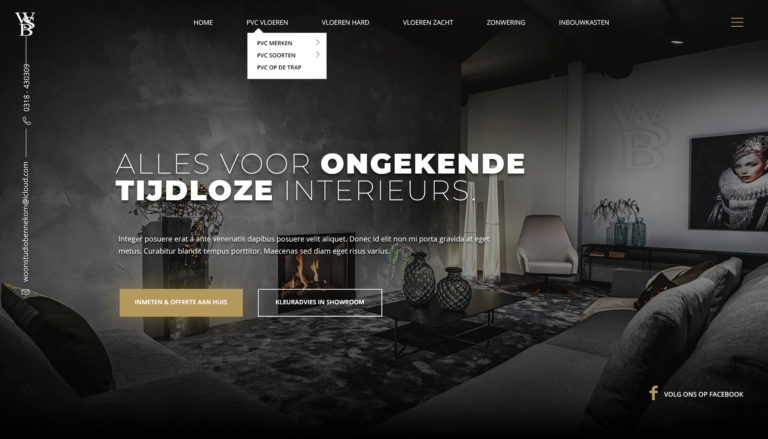 WSB
HOME
PVC VLOEREN
VLOEREN HARD
VLOEREN ZACHT
ZONWERING
INBOUWKASTEN
PVC MERKEN
PVC SOORTEN
PVC OP DE TRAP
0318 - 430309
woonstudiobennekom@icloud.com
WSB
ALLES VOOR ONGEKENDE
TIJDLOZE INTERIEURS.
Integer posuere erat a ante venenatis dapibus posuere velit aliquet. Donec id elit non mi porta gravida at eget
metus. Curabitur blandit tempus porttitor. Maecenas sed diam eget risus varius.
INMETEN & OFFERTE AAN HUIS
KLEURADVIES IN SHOWROOM
VOLG ONS OP FACEBOOK